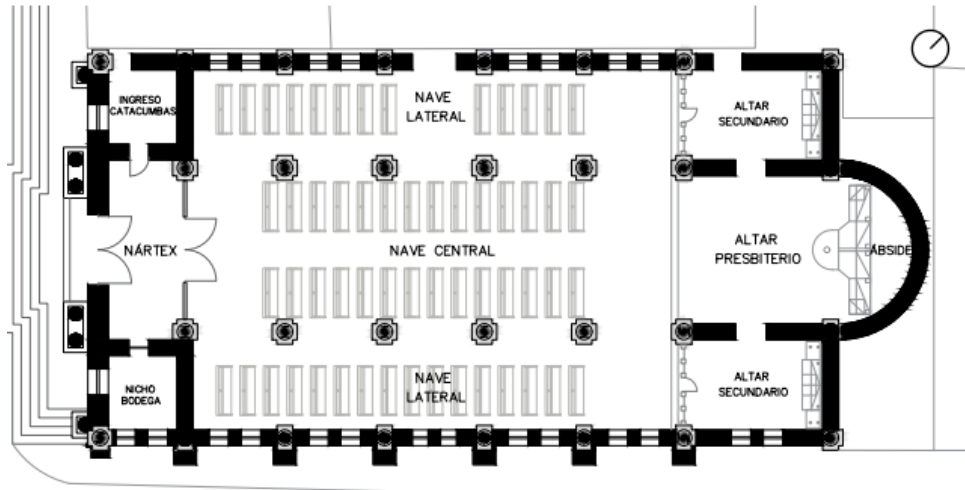 INGRESO
CATACUMBAS
NAVE
LATERAL
ALTAR
SECUNDARIO
NÁRTEX
NAVE CENTRAL
ALTAR
PRESBITERIO
ÁBSIDE
NICHO
BODEGA
NAVE
LATERAL
ALTAR
SECUNDARIO